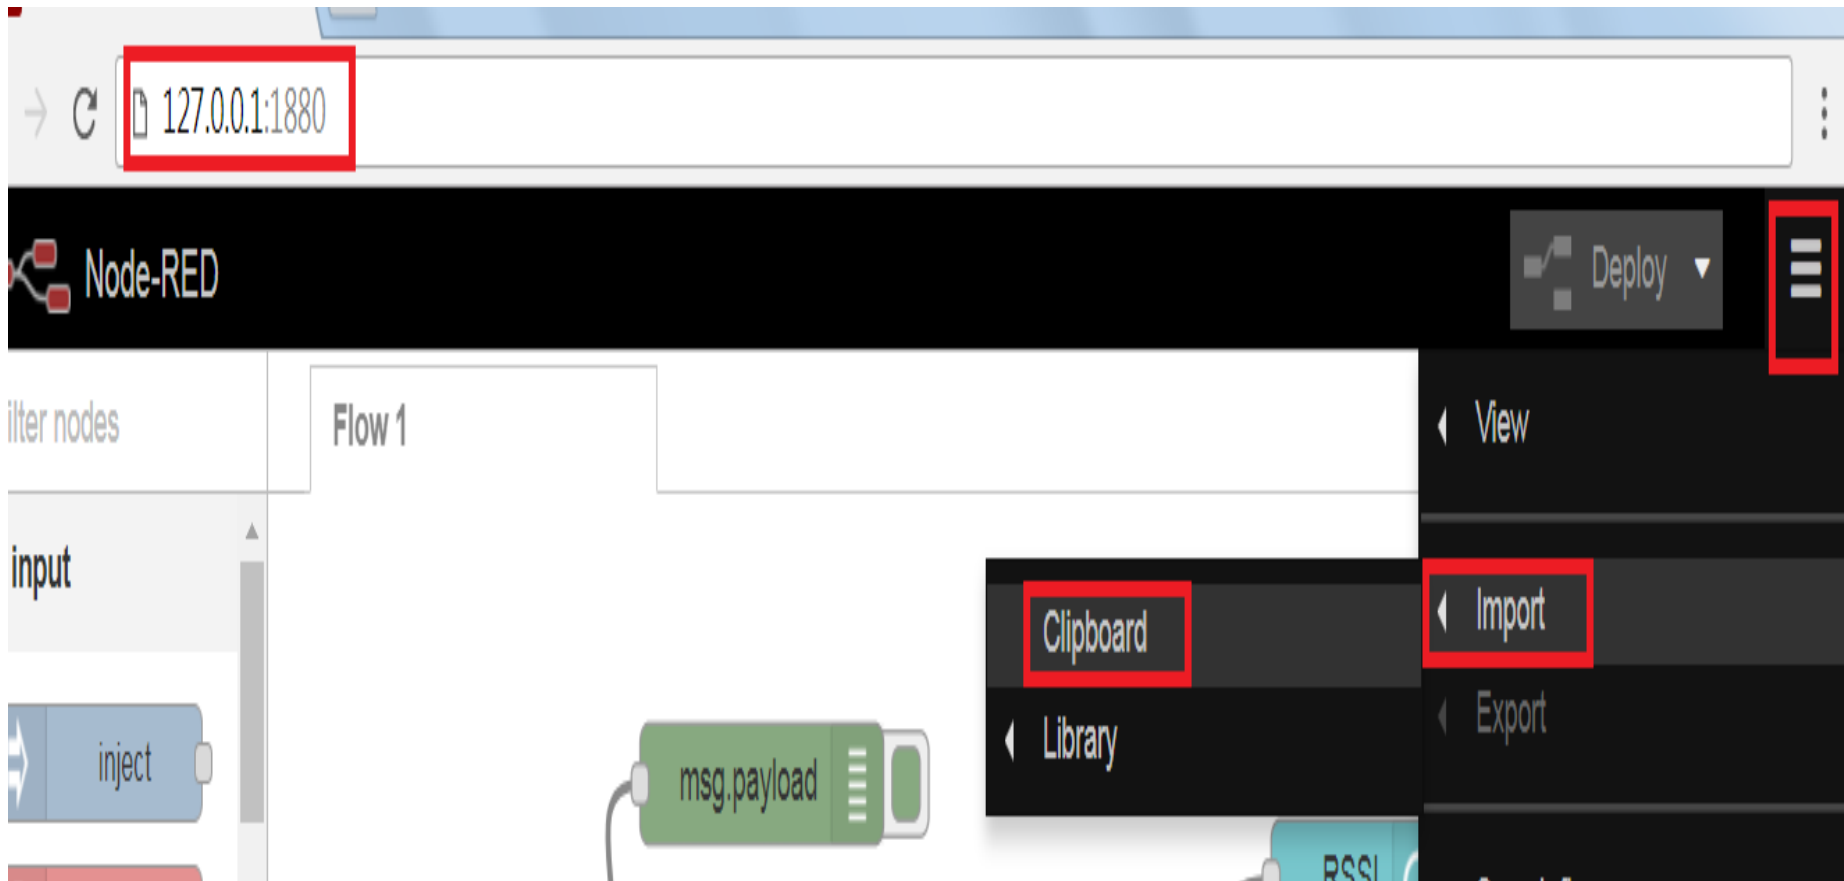 127.0.0.1:1880
Node-RED
Deploy
ilter nodes
Flow 1
View
input
Clipboard
Import
Library
Export
inject
msg.payload
RSSI